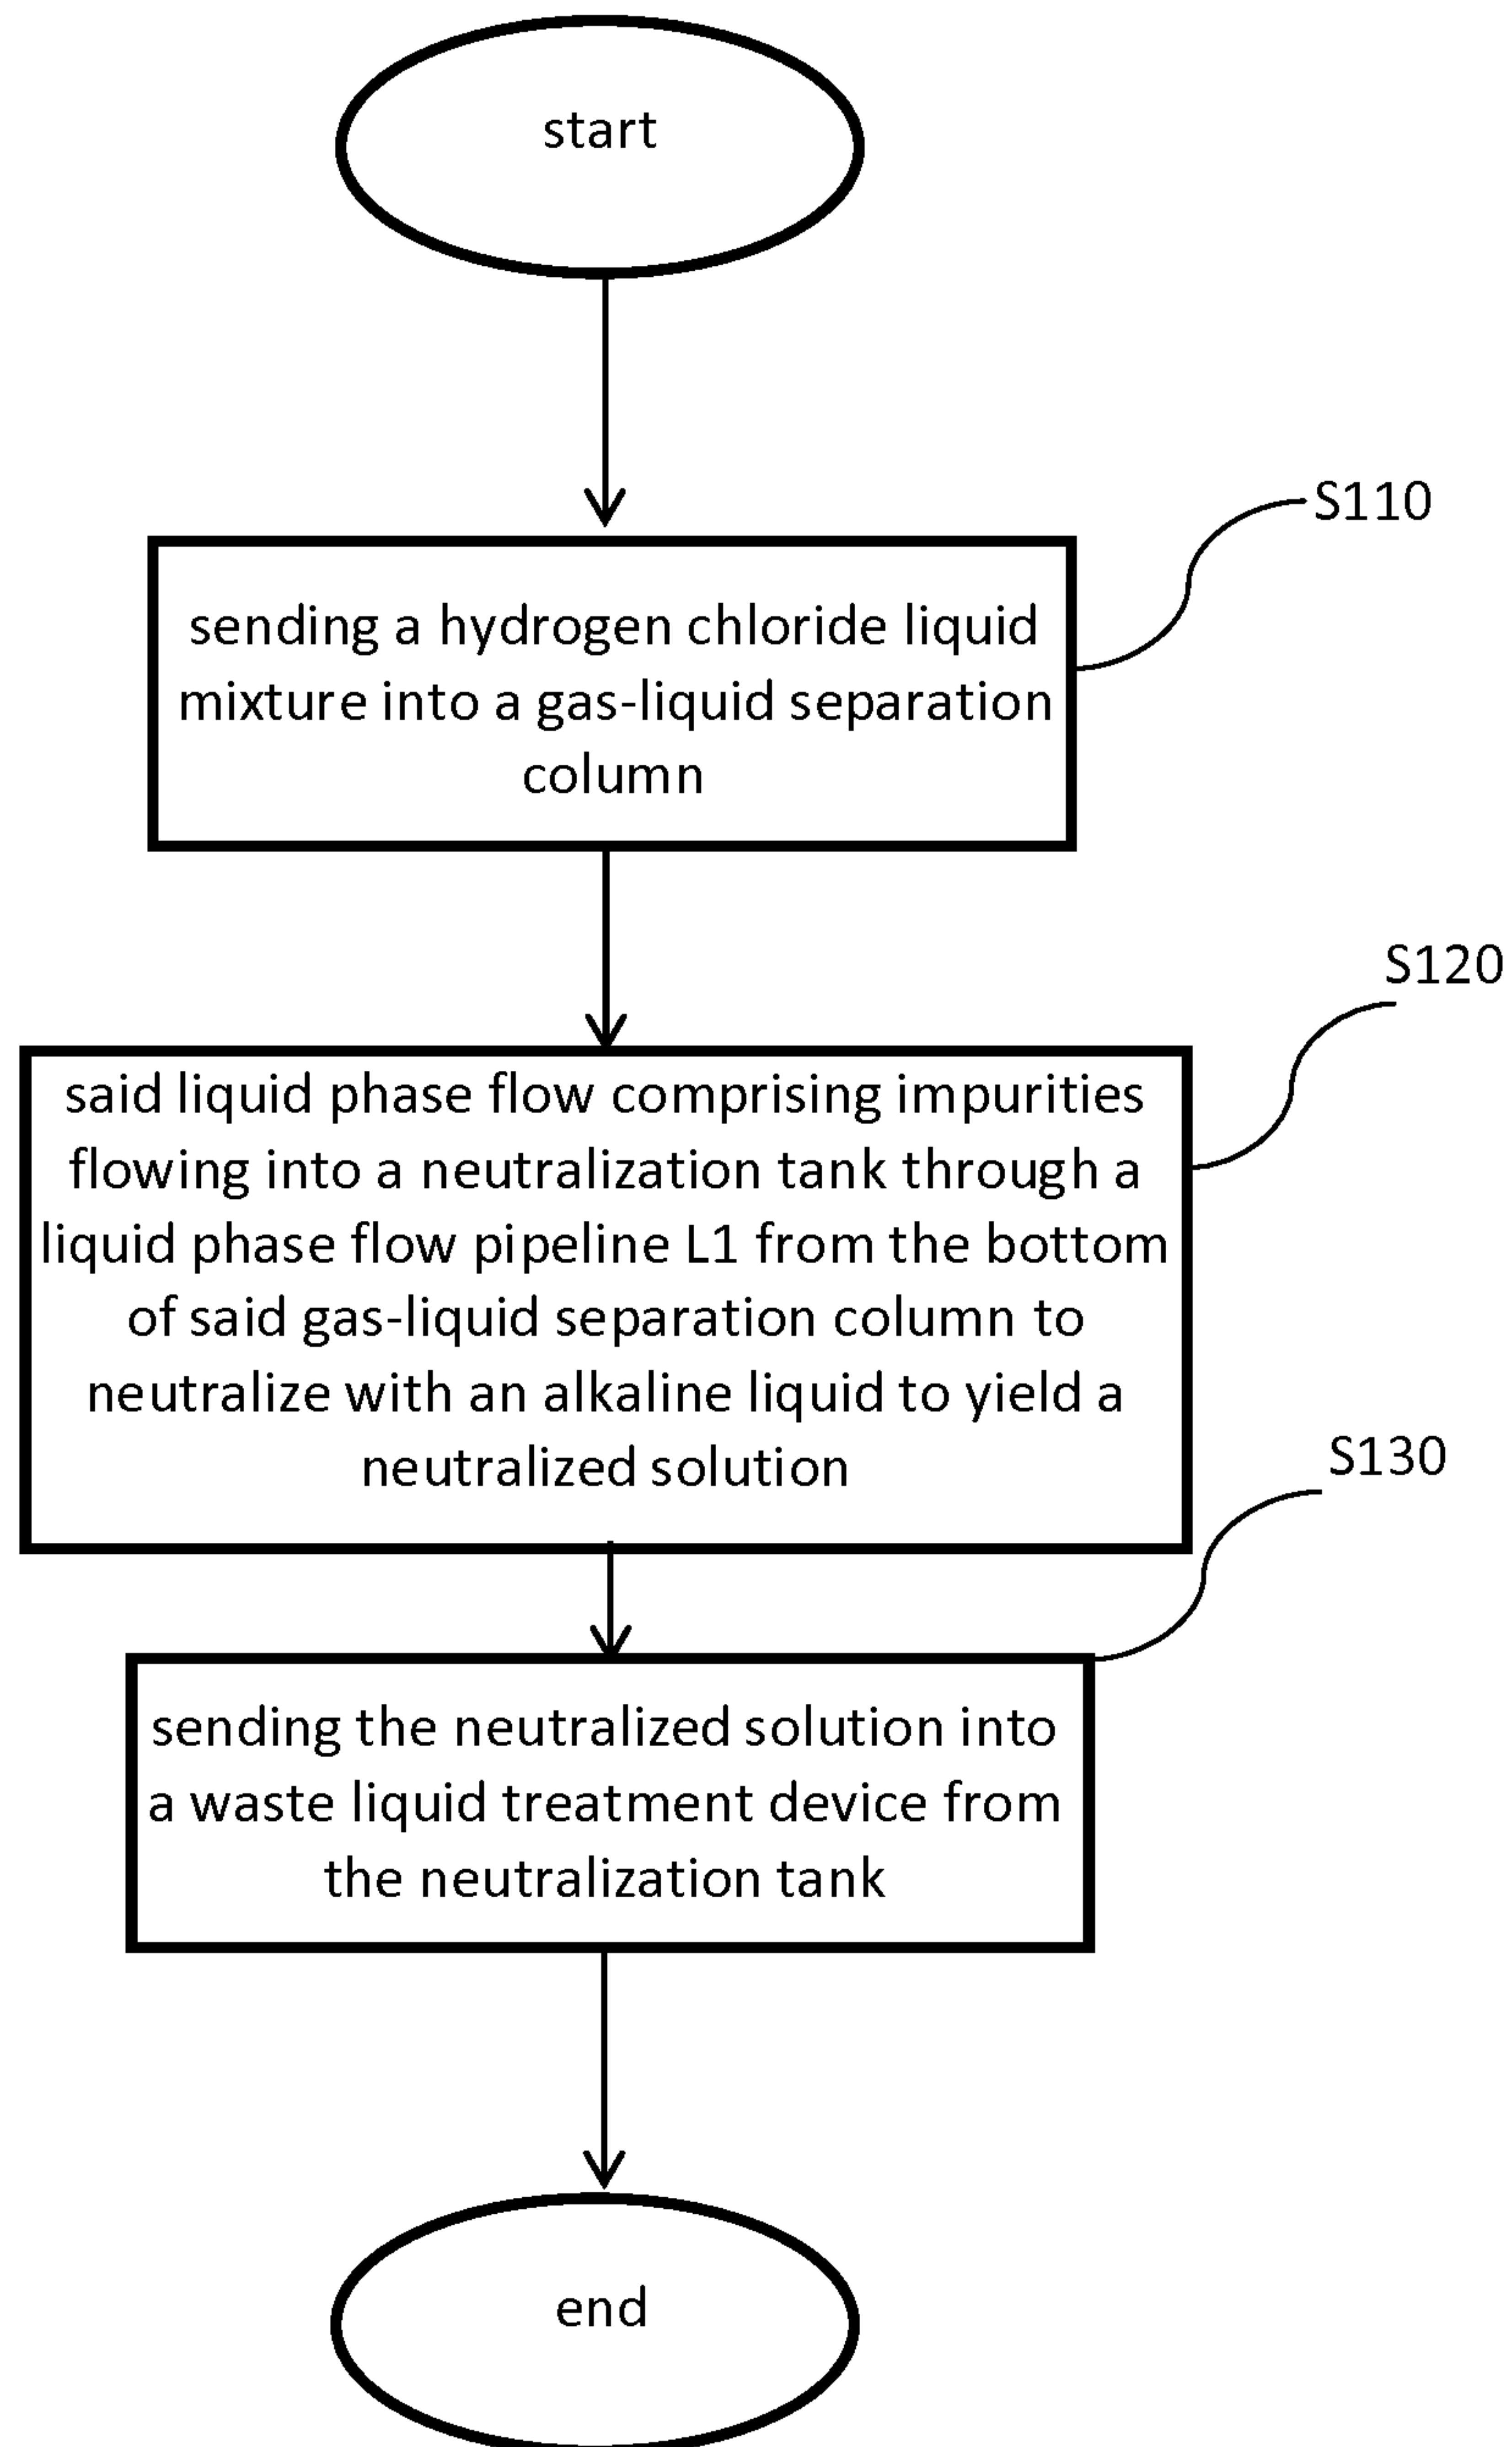 start
S110
sending a hydrogen chloride liquid
mixture into a gas-liquid separation
column
S120
said liquid phase flow comprising impurities
flowing into a neutralization tank through a
liquid phase flow pipeline L1 from the bottom
of said gas-liquid separation column to
neutralize with an alkaline liquid to yield a
neutralized solution
S130
sending the neutralized solution into
a waste liquid treatment device from
the neutralization tank
end